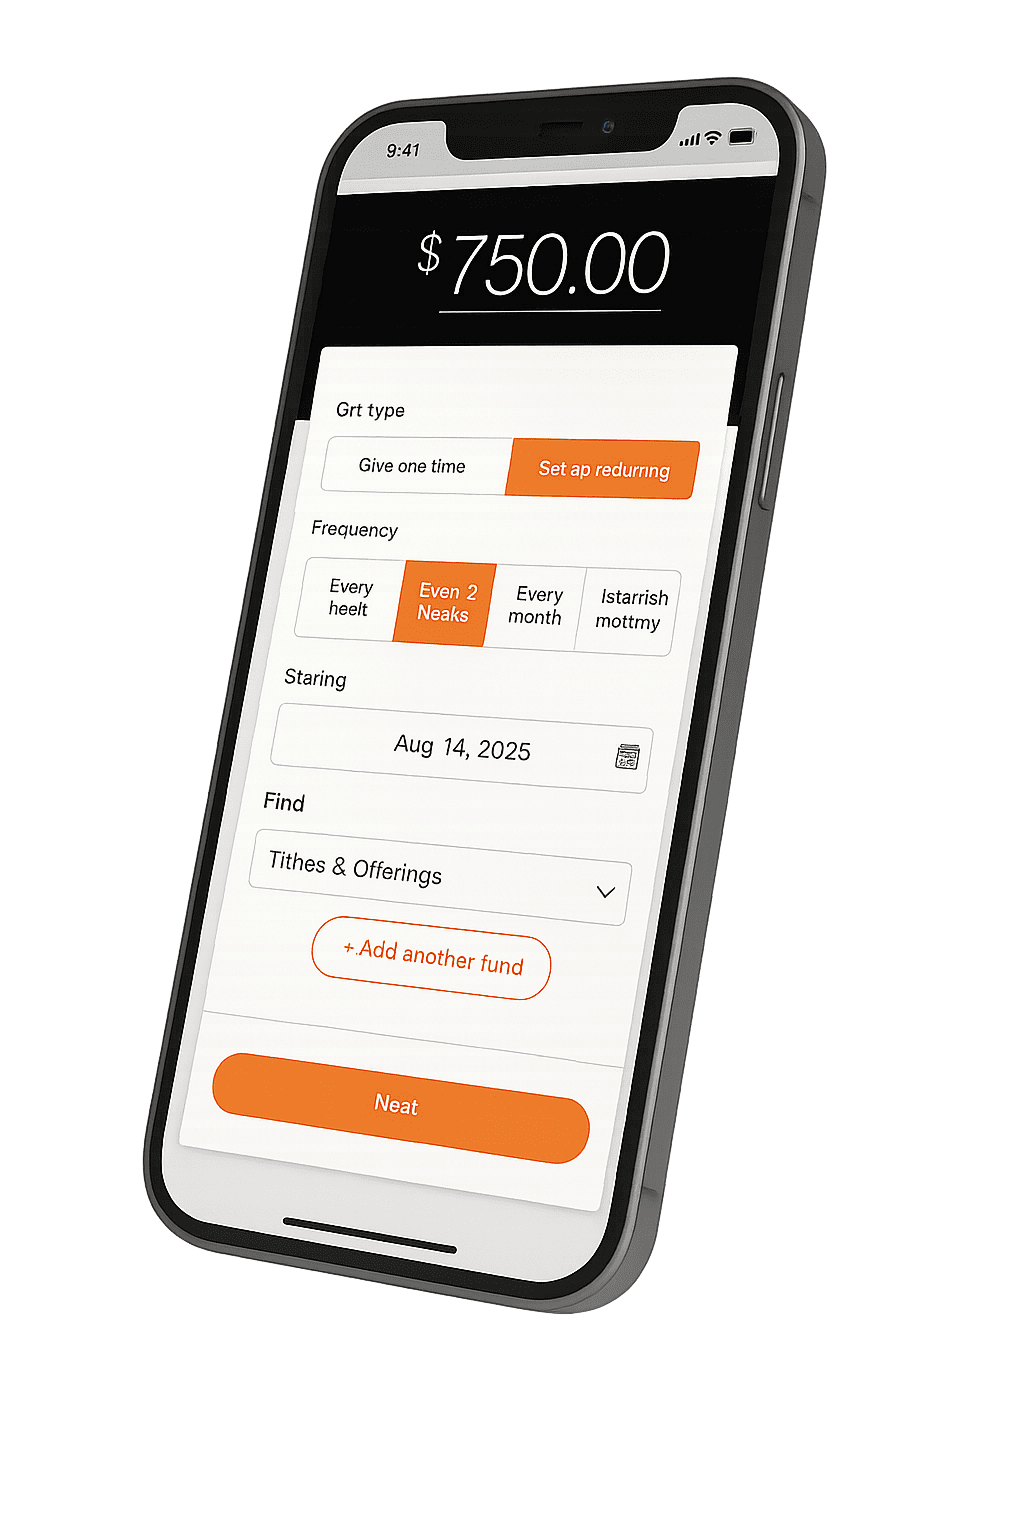 9:41
$750.00
Grt type
Give one time
Set ap redurrıng
Frequency
Every
heelt
Even 2
Neaks
Every
month
Istarrish
mottmy
Staring
Aug 14, 2025
Find
Tithes & Offerings
+.Add another fund
Neat